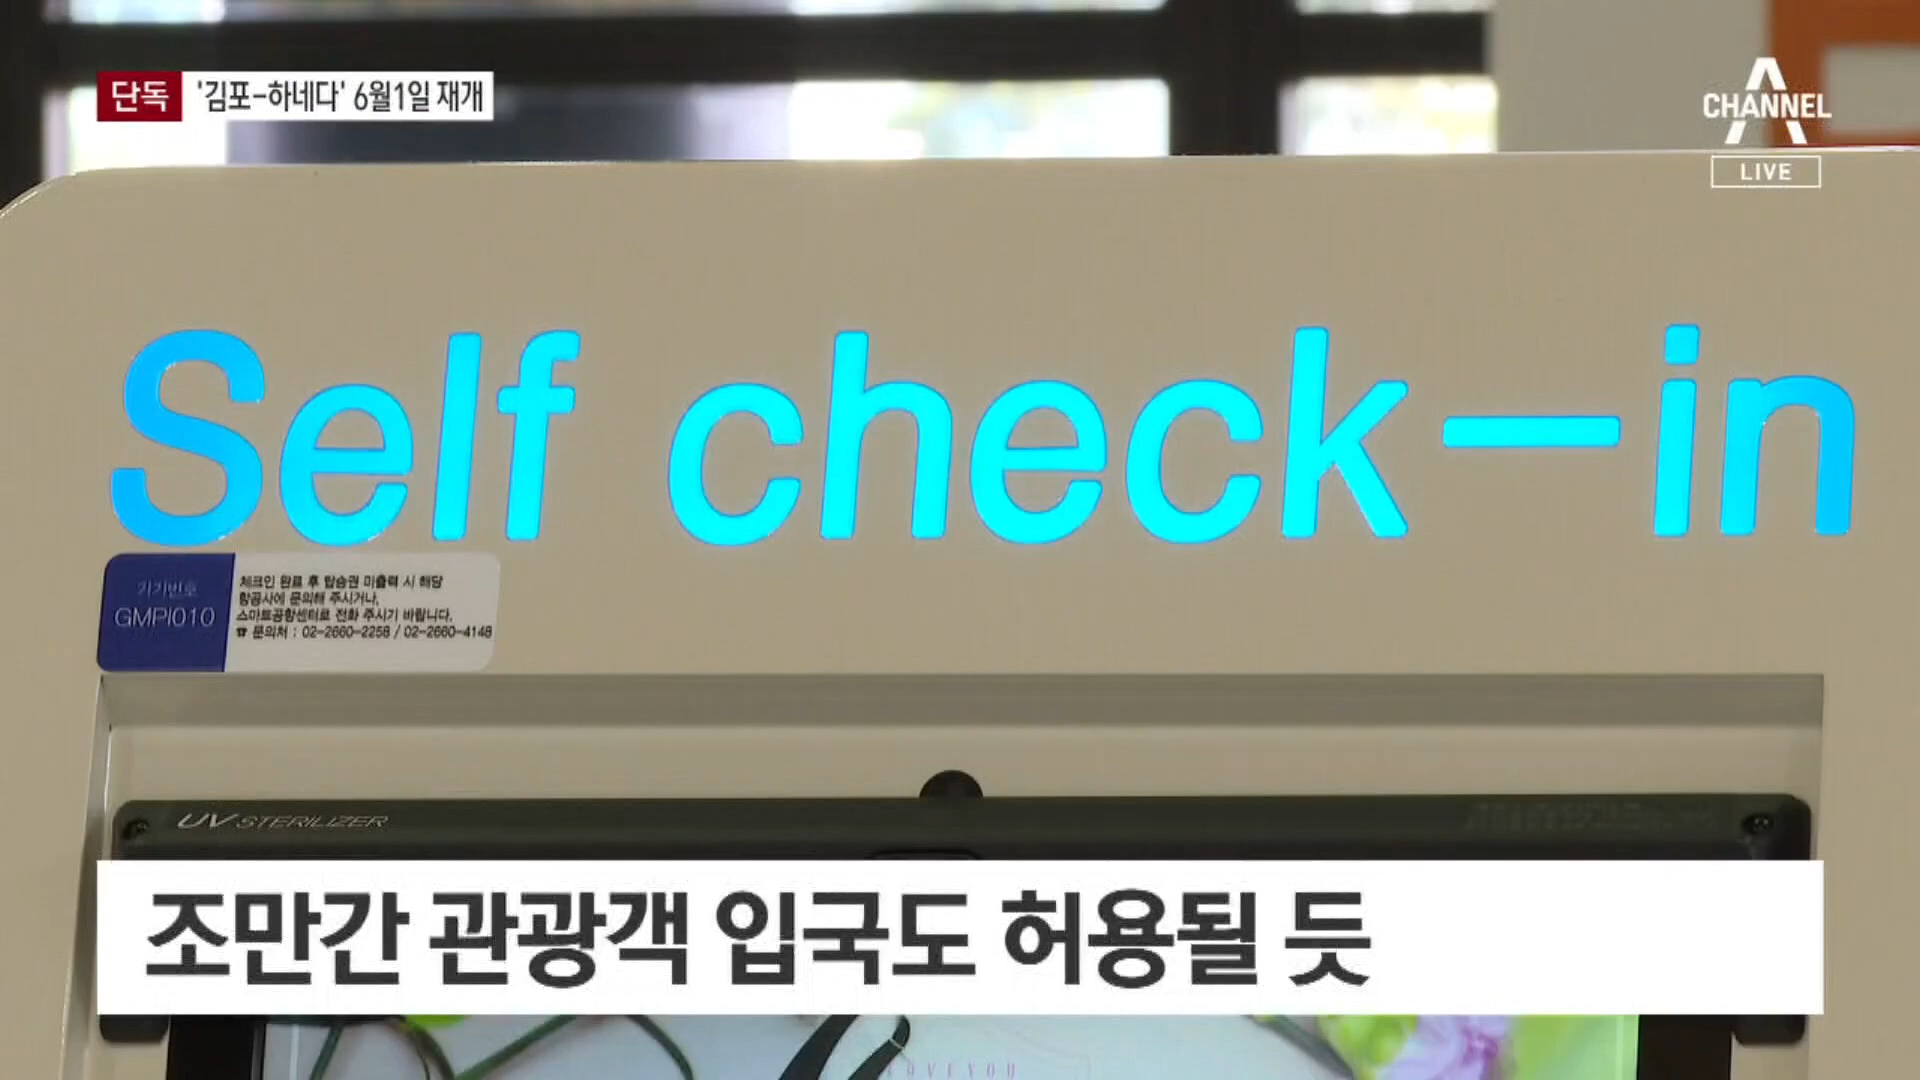 단독 '김포-하네다' 6월1일 재개
CHANNEL A
LIVE
Self check-in
기기번호
GMPI010
체크인 완료 후 탑승권 미출력 시 해당
항공사에 문의해 주시거나,
스마트공항센터로 전화 주시기 바랍니다.
☎ 문의처 : 02-2660-2258 / 02-2660-4148
UV STERILIZER
조만간 관광객 입국도 허용될 듯